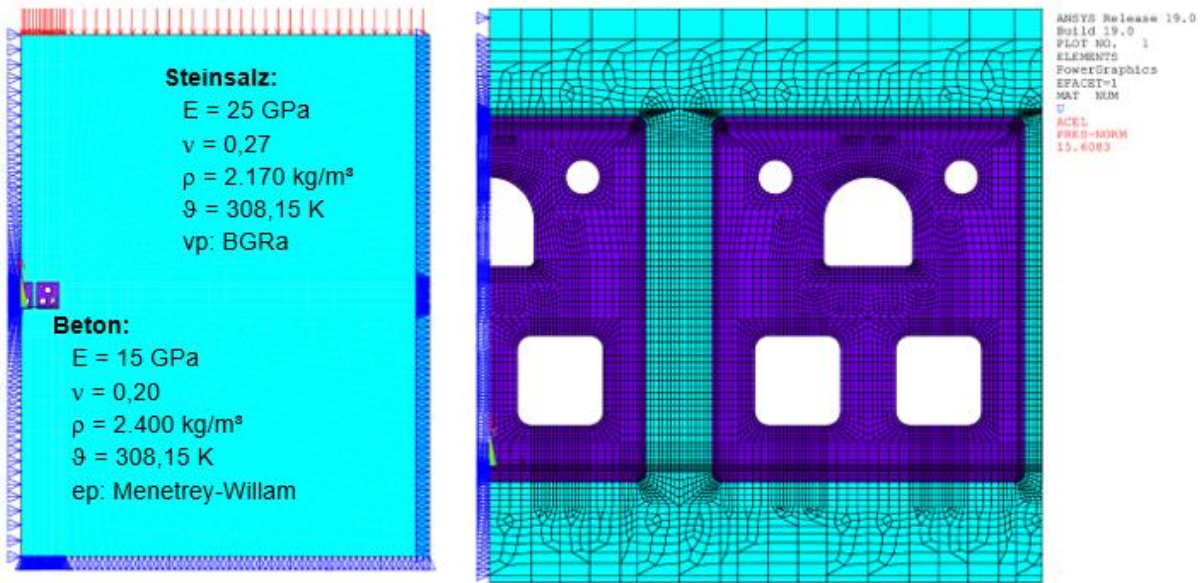 Steinsalz:
E = 25 GPa
ν = 0,27
ρ = 2.170 kg/m³
ϑ = 308,15 K
vp: BGRa
Beton:
E = 15 GPa
ν = 0,20
ρ = 2.400 kg/m³
ϑ = 308,15 K
ep: Menetrey-Willam
ANSYS Release 19.0
Build 19.0
PLOT NO. 1
ELEMENTS
PowerGraphics
EFACET=1
MAT NUM
U
ACEL
PRES-NORM
15.6083